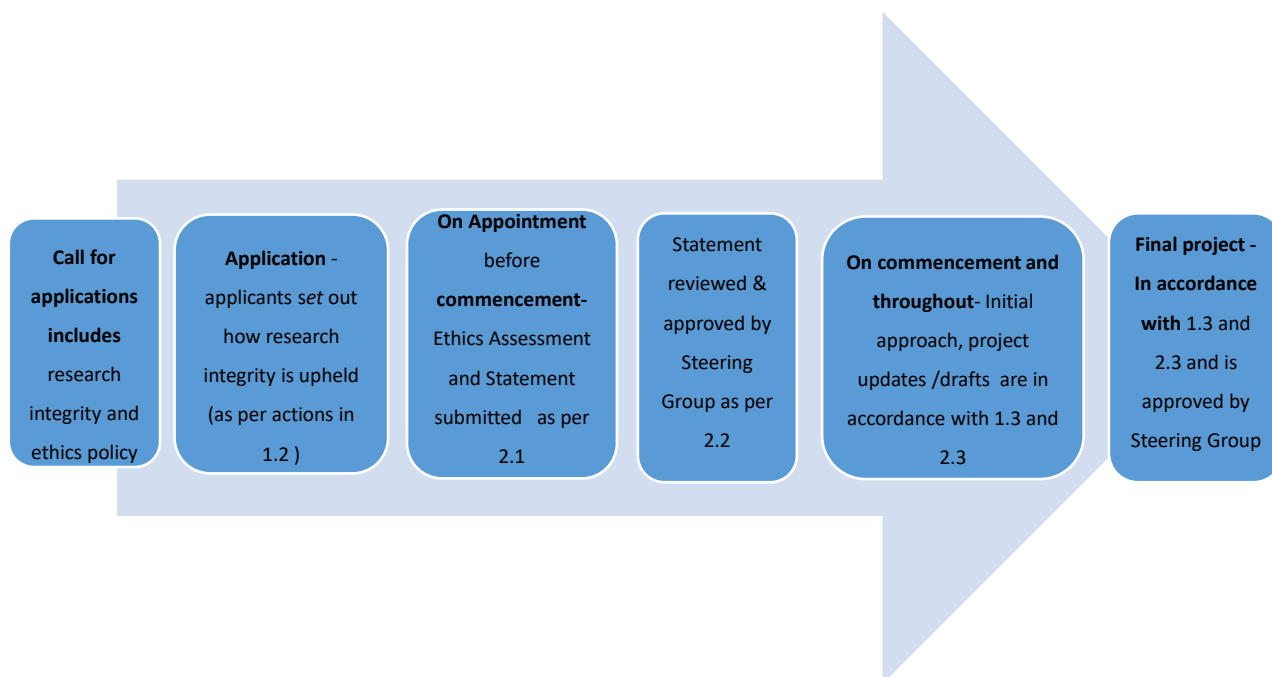 Call for
applications
includes
research
integrity and
ethics policy
Application -
applicants set out
how research
integrity is upheld
(as per actions in
1.2 )
On Appointment
before
commencement-
Ethics Assessment
and Statement
submitted as per
2.1
Statement
reviewed &
approved by
Steering
Group as per
2.2
On commencement and
throughout- Initial
approach, project
updates /drafts are in
accordance with 1.3 and
2.3
Final project -
In accordance
with 1.3 and
2.3 and is
approved by
Steering Group